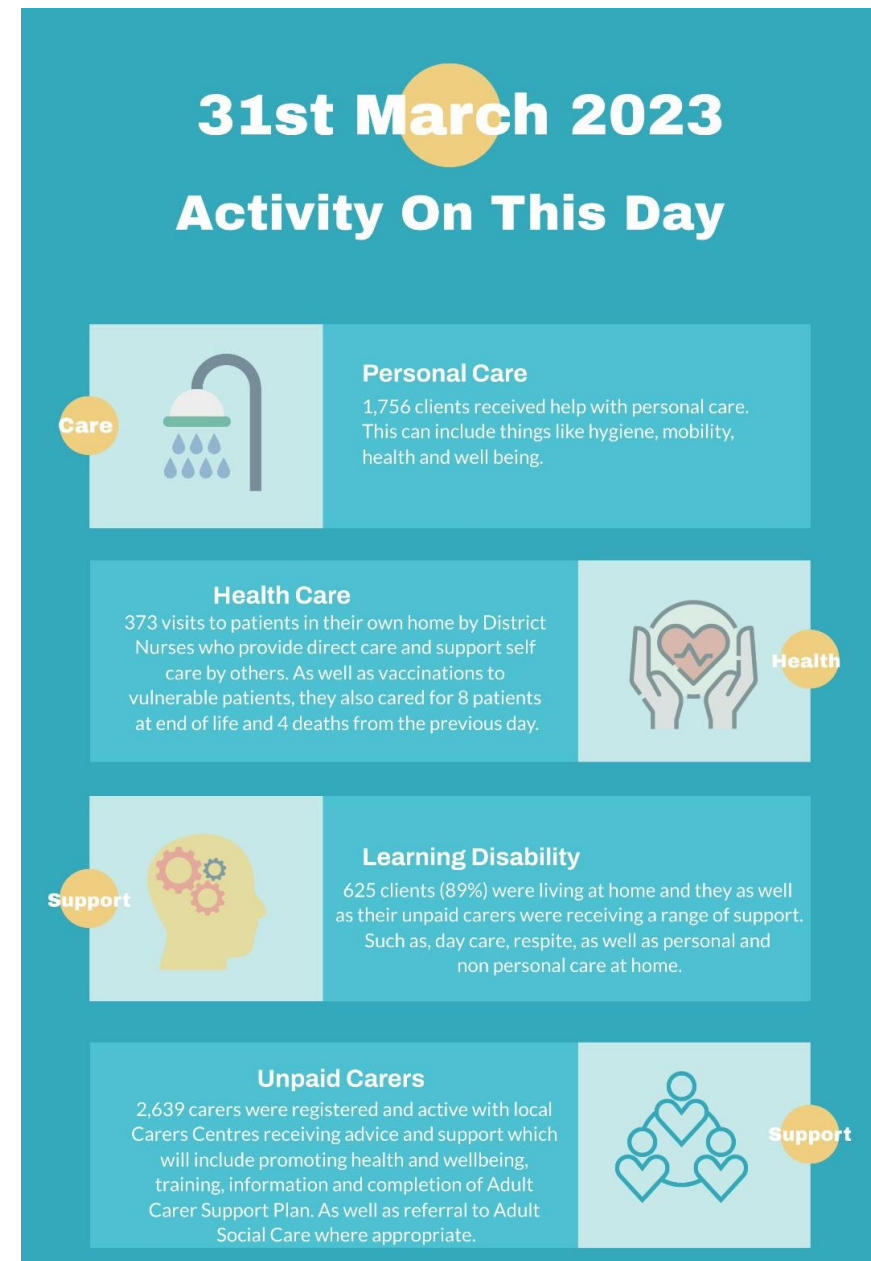 31st March 2023
Activity On This Day
Care
Personal Care
1,756 clients received help with personal care.
This can include things like hygiene, mobility,
health and well being.
Health Care
373 visits to patients in their own home by District
Nurses who provide direct care and support self
care by others. As well as vaccinations to
vulnerable patients, they also cared for 8 patients
at end of life and 4 deaths from the previous day.
Health
Support
Learning Disability
625 clients (89%) were living at home and they as well
as their unpaid carers were receiving a range of support.
Such as, day care, respite, as well as personal and
non personal care at home.
Unpaid Carers
2,639 carers were registered and active with local
Carers Centres receiving advice and support which
will include promoting health and wellbeing,
training, information and completion of Adult
Carer Support Plan. As well as referral to Adult
Social Care where appropriate.
Support